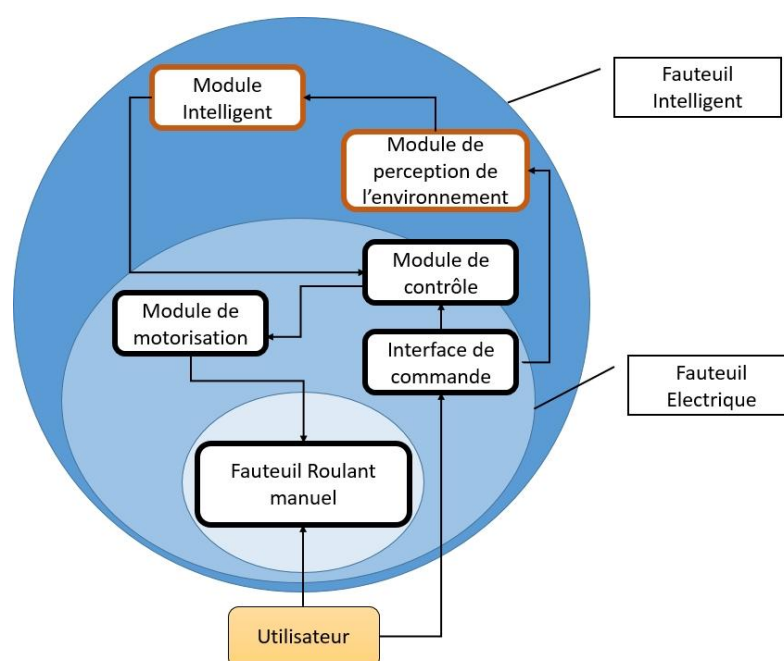 Module
Intelligent
Fauteuil
Intelligent
Module de
perception de
l'environnement
Module de
contrôle
Module de
motorisation
Interface de
commande
Fauteuil
Electrique
Fauteuil Roulant
manuel
Utilisateur